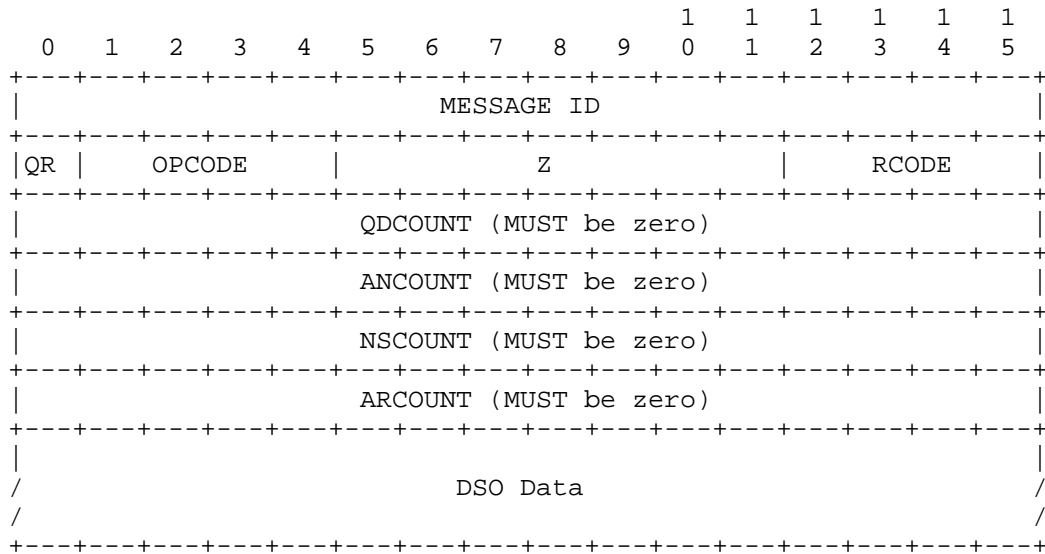 1   1   1   1   1   1
     0   1   2   3   4   5   6   7   8   9   0   1   2   3   4   5
   +---+---+---+---+---+---+---+---+---+---+---+---+---+---+---+---+
   |                          MESSAGE ID                           |
   +---+---+---+---+---+---+---+---+---+---+---+---+---+---+---+---+
   |QR |    OPCODE     |            Z              |     RCODE     |
   +---+---+---+---+---+---+---+---+---+---+---+---+---+---+---+---+
   |                     QDCOUNT (MUST be zero)                    |
   +---+---+---+---+---+---+---+---+---+---+---+---+---+---+---+---+
   |                     ANCOUNT (MUST be zero)                    |
   +---+---+---+---+---+---+---+---+---+---+---+---+---+---+---+---+
   |                     NSCOUNT (MUST be zero)                    |
   +---+---+---+---+---+---+---+---+---+---+---+---+---+---+---+---+
   |                     ARCOUNT (MUST be zero)                    |
   +---+---+---+---+---+---+---+---+---+---+---+---+---+---+---+---+
   |                                                               |
   /                           DSO Data                            /
   /                                                               /
   +---+---+---+---+---+---+---+---+---+---+---+---+---+---+---+---+